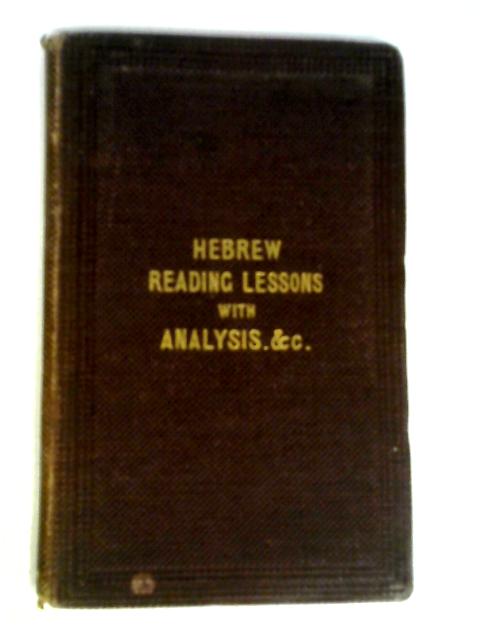 HEBREW
READING LESSONS
WITH
ANALYSIS.&c.